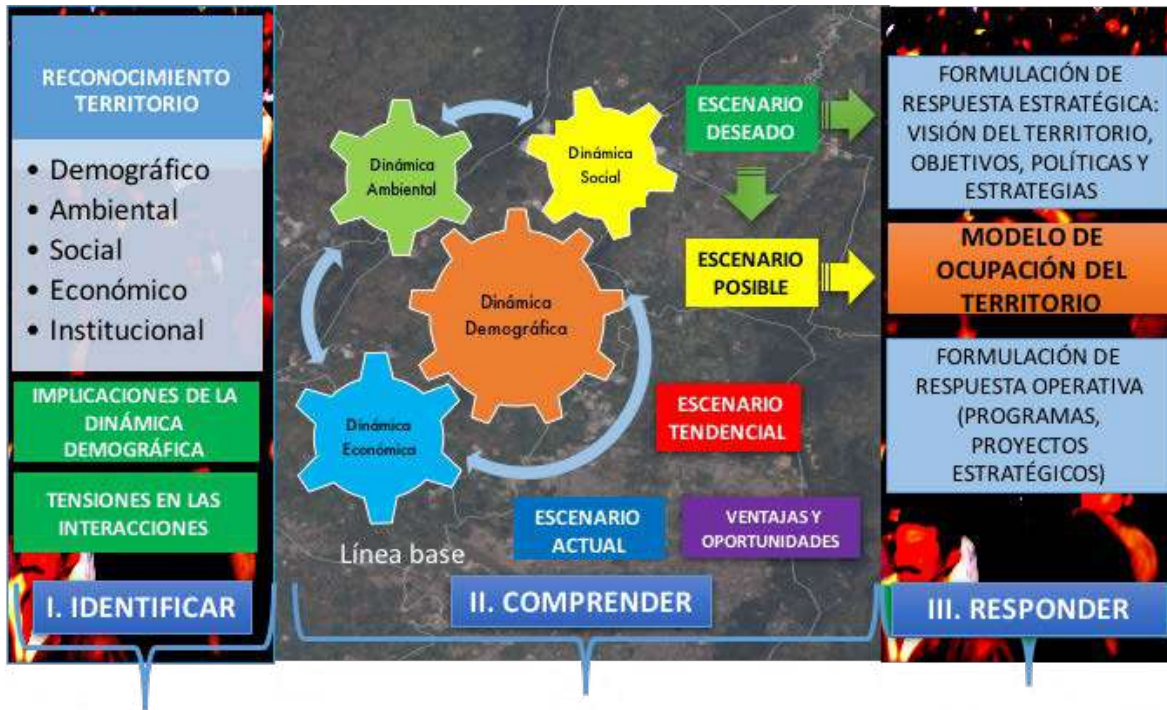 RECONOCIMIENTO
TERRITORIO
• Demográfico
• Ambiental
• Social
• Económico
• Institucional
IMPLICACIONES DE LA
DINÁMICA
DEMOGRÁFICA
TENSIONES EN LAS
INTERACCIONES
I. IDENTIFICAR
Dinámica
Ambiental
Dinámica
Social
Dinámica
Demográfica
Dinámica
Económica
Línea base
ESCENARIO
DESEADO
ESCENARIO
POSIBLE
ESCENARIO
TENDENCIAL
ESCENARIO
ACTUAL
VENTAJAS Y
OPORTUNIDADES
II. COMPRENDER
FORMULACIÓN DE
RESPUESTA ESTRATÉGICA:
VISIÓN DEL TERRITORIO,
OBJETIVOS, POLÍTICAS Y
ESTRATEGIAS
MODELO DE
OCUPACIÓN DEL
TERRITORIO
FORMULACIÓN DE
RESPUESTA OPERATIVA
(PROGRAMAS,
PROYECTOS
ESTRATÉGICOS)
III. RESPONDER